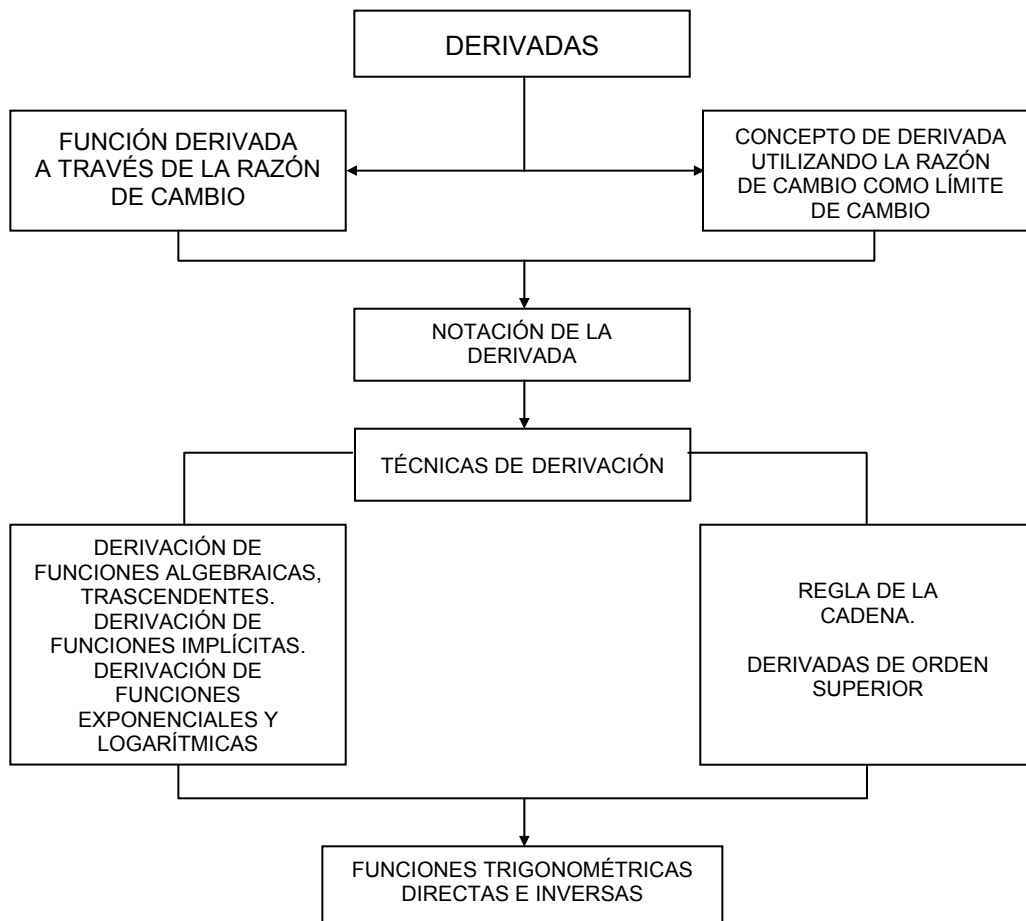 DERIVADAS
FUNCIÓN DERIVADA
A TRAVÉS DE LA RAZÓN
DE CAMBIO
CONCEPTO DE DERIVADA
UTILIZANDO LA RAZÓN
DE CAMBIO COMO LÍMITE
DE CAMBIO
NOTACIÓN DE LA
DERIVADA
TÉCNICAS DE DERIVACIÓN
DERIVACIÓN DE
FUNCIONES ALGEBRAICAS,
TRASCENDENTES.
DERIVACIÓN DE
FUNCIONES IMPLÍCITAS.
DERIVACIÓN DE
FUNCIONES
EXPONENCIALES Y
LOGARÍTMICAS
REGLA DE LA
CADENA.
DERIVADAS DE ORDEN
SUPERIOR
FUNCIONES TRIGONOMÉTRICAS
DIRECTAS E INVERSAS